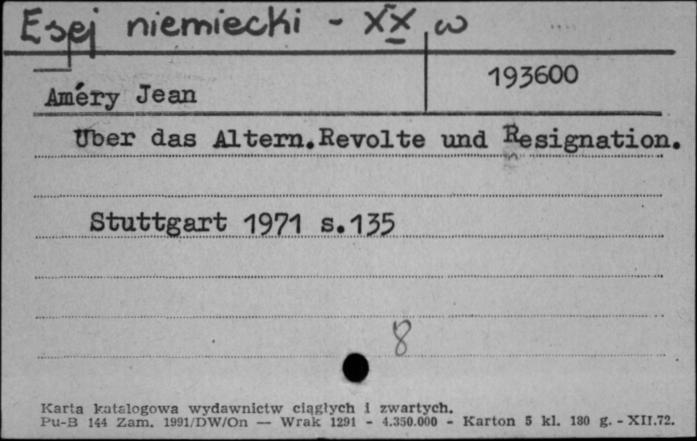 Esej niemiecki - XX w
193600
Améry Jean
Über das Altern.Revolte und Resignation.
Stuttgart 1971 s.135
8
Karta katalogowa wydawnictw ciągłych i zwartych.
Pu-B 144 Zam. 1991/DW/On — Wrak 1291 - 4.350.000 - Karton 5 kl. 180 g. - XII.72.